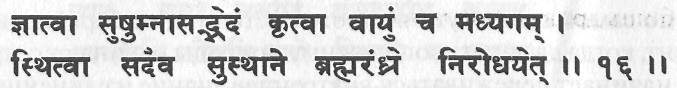 ज्ञात्वा सुषुम्नासद्भेदं कृत्वा वायुं च मध्यगम् ।
स्थित्वा सदैव सुस्थाने ब्रह्मरंध्रे निरोधयेत् ।। १६ ।।